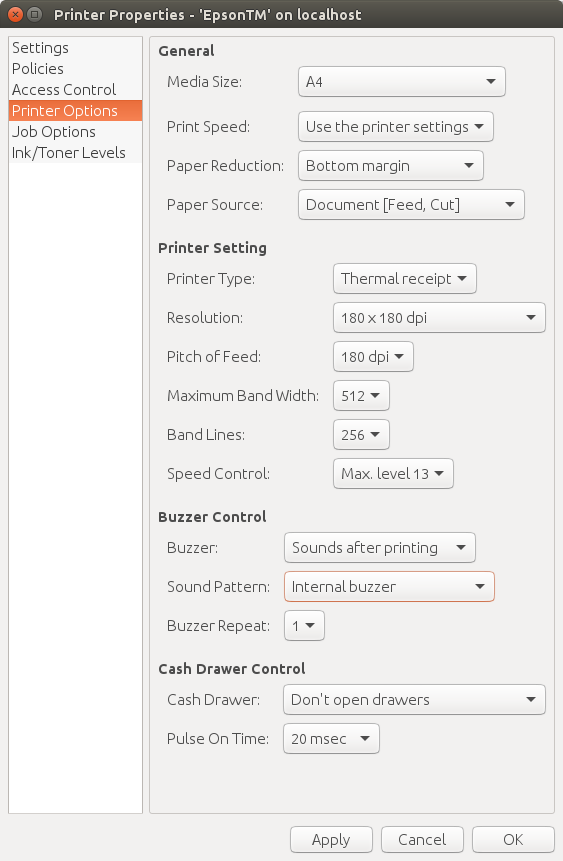 Printer Properties - 'EpsonTM' on localhost
Settings
Policies
Access Control
Printer Options
Job Options
Ink/Toner Levels
General
Media Size: A4
Print Speed: Use the printer settings
Paper Reduction: Bottom margin
Paper Source: Document [Feed, Cut]
Printer Setting
Printer Type: Thermal receipt
Resolution: 180 x 180 dpi
Pitch of Feed: 180 dpi
Maximum Band Width: 512
Band Lines: 256
Speed Control: Max. level 13
Buzzer Control
Buzzer: Sounds after printing
Sound Pattern: Internal buzzer
Buzzer Repeat: 1
Cash Drawer Control
Cash Drawer: Don't open drawers
Pulse On Time: 20 msec
Apply Cancel OK